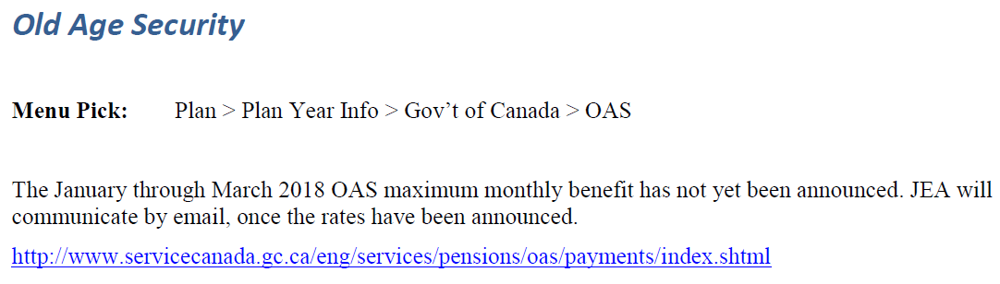 Old Age Security
Menu Pick: Plan > Plan Year Info > Gov’t of Canada > OAS
The January through March 2018 OAS maximum monthly benefit has not yet been announced. JEA will
communicate by email, once the rates have been announced.
http://www.servicecanada.gc.ca/eng/services/pensions/oas/payments/index.shtml